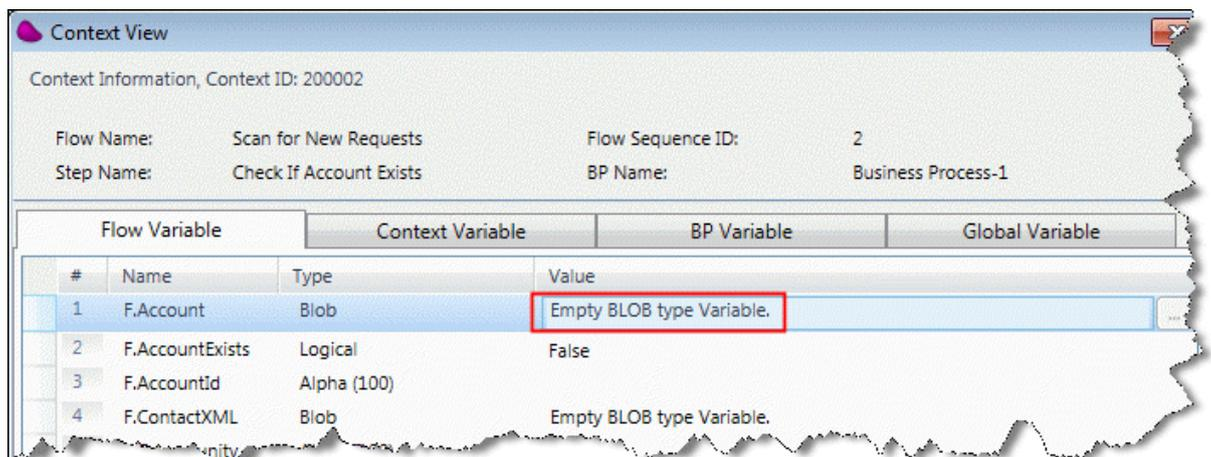 Context View
Context Information, Context ID: 200002
Flow Name: Scan for New Requests Flow Sequence ID: 2
Step Name: Check If Account Exists BP Name: Business Process-1
Flow Variable Context Variable BP Variable Global Variable
# Name Type Value
1 F.Account Blob Empty BLOB type Variable. ...
2 F.AccountExists Logical False
3 F.AccountId Alpha (100)
4 F.ContactXML Blob Empty BLOB type Variable.